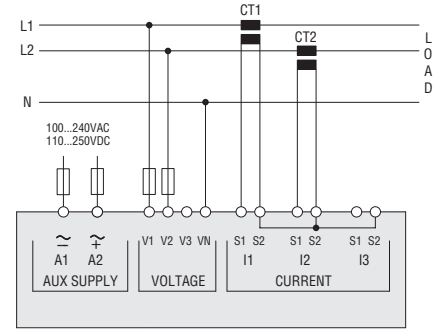 CT1
L1
CT2
L2
LOAD
N
100...240VAC
110...250VDC
V1 V2 V3 VN S1 S2 S1 S2 S1 S2
A1 A2 I1 I2 I3
AUX SUPPLY VOLTAGE CURRENT